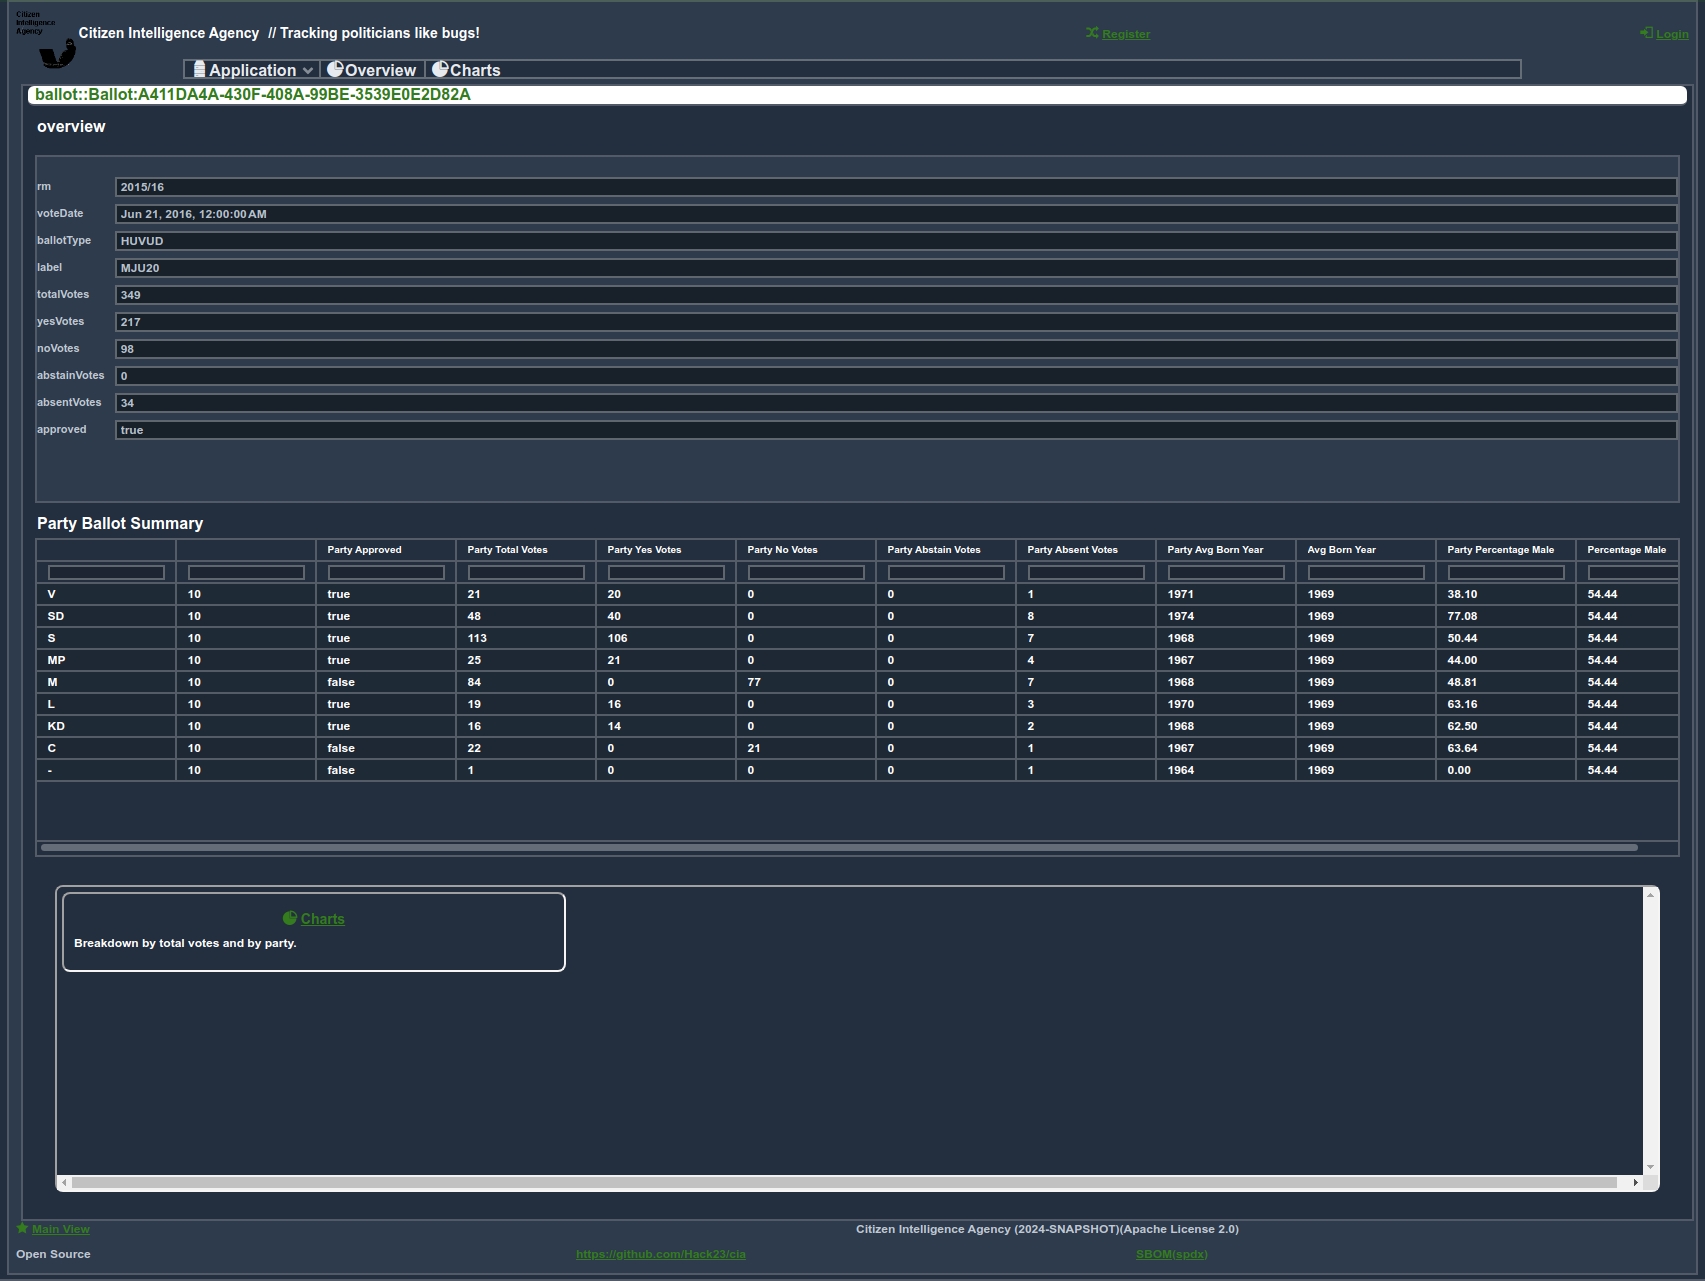 Citizen
Intelligence
Agency
Citizen Intelligence Agency // Tracking politicians like bugs!
Register
Login
Application
Overview
Charts
ballot::Ballot:A411DA4A-430F-408A-99BE-3539E0E2D82A
overview
rm 2015/16
voteDate Jun 21, 2016, 12:00:00 AM
ballotType HUVUD
label MJU20
totalVotes 349
yesVotes 217
noVotes 98
abstainVotes 0
absentVotes 34
approved true
Party Ballot Summary
Party Approved Party Total Votes Party Yes Votes Party No Votes Party Abstain Votes Party Absent Votes Party Avg Born Year Avg Born Year Party Percentage Male Percentage Male
V 10 true 21 20 0 0 1 1971 1969 38.10 54.44
SD 10 true 48 40 0 0 8 1974 1969 77.08 54.44
S 10 true 113 106 0 0 7 1968 1969 50.44 54.44
MP 10 true 25 21 0 0 4 1967 1969 44.00 54.44
M 10 false 84 0 77 0 7 1968 1969 48.81 54.44
L 10 true 19 16 0 0 3 1970 1969 63.16 54.44
KD 10 true 16 14 0 0 2 1968 1969 62.50 54.44
C 10 false 22 0 21 0 1 1967 1969 63.64 54.44
- 10 false 1 0 0 0 1 1964 1969 0.00 54.44
Charts
Breakdown by total votes and by party.
Main View
Citizen Intelligence Agency (2024-SNAPSHOT)(Apache License 2.0)
Open Source
https://github.com/Hack23/cia
SBOM(spdx)